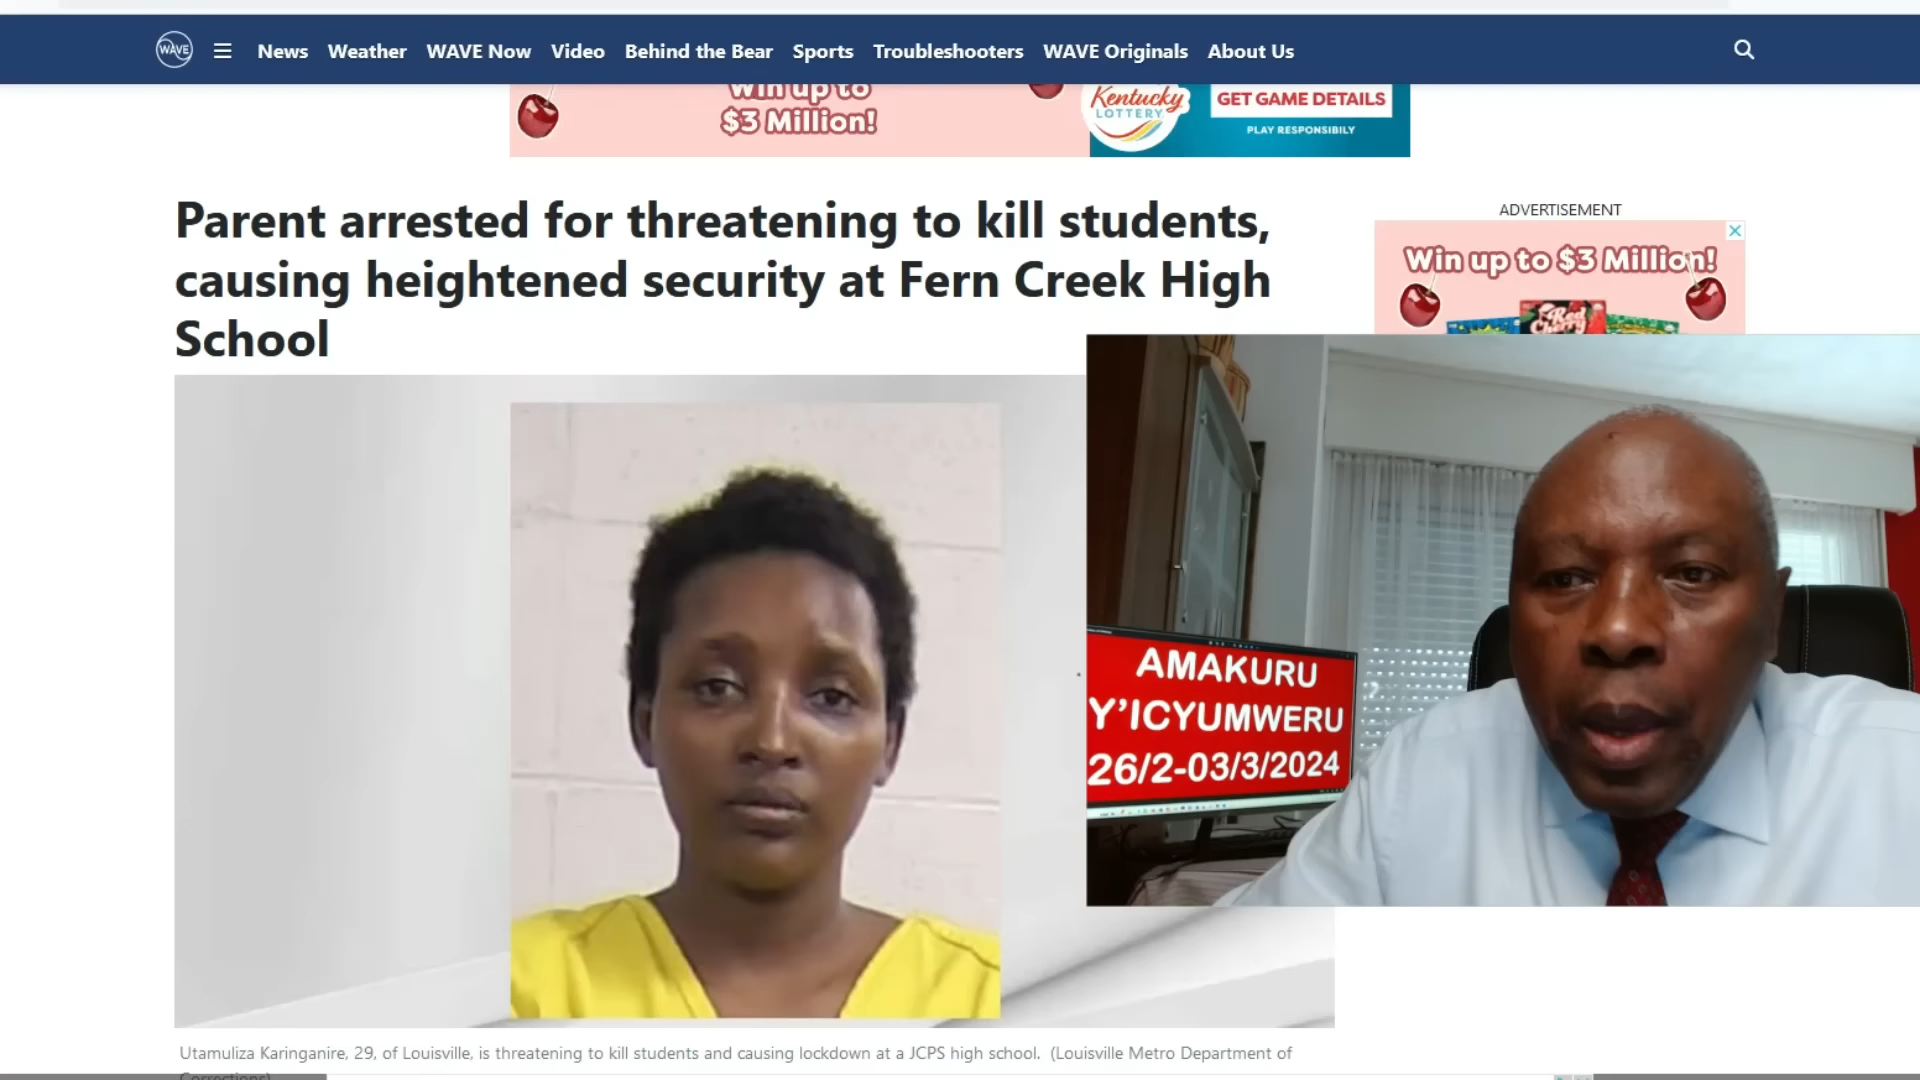 WAVE
News Weather WAVE Now Video Behind the Bear Sports Troubleshooters WAVE Originals About Us
Win up to
$3 Million!
Kentucky
LOTTERY
GET GAME DETAILS
PLAY RESPONSIBILY
Parent arrested for threatening to kill students,
causing heightened security at Fern Creek High
School
ADVERTISEMENT
Win up to $3 Million!
Red
Cherry
AMAKURU
Y’ICYUMWERU
26/2-03/3/2024
Utamuliza Karinganire, 29, of Louisville, is threatening to kill students and causing lockdown at a JCPS high school. (Louisville Metro Department of
Corrections)